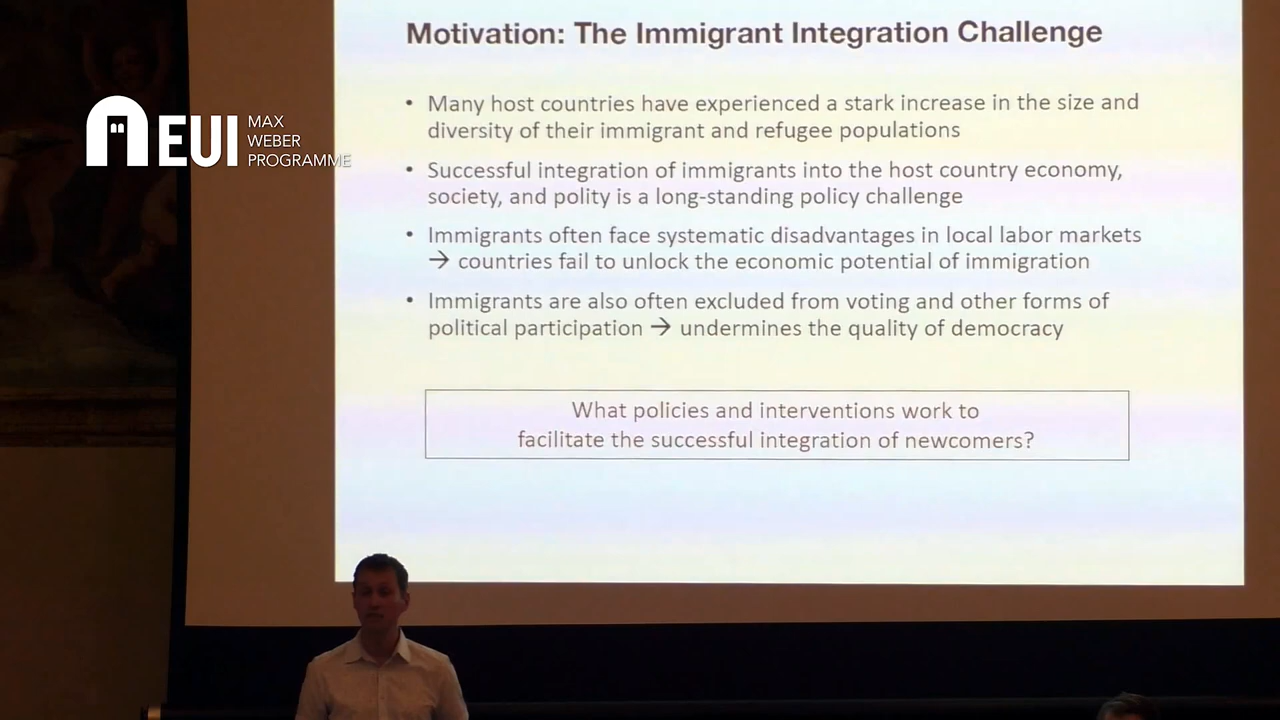 Motivation: The Immigrant Integration Challenge
• Many host countries have experienced a stark increase in the size and
diversity of their immigrant and refugee populations
EUI
MAX
WEBER
PROGRAMME
• Successful integration of immigrants into the host country economy,
society, and polity is a long-standing policy challenge
• Immigrants often face systematic disadvantages in local labor markets
→ countries fail to unlock the economic potential of immigration
• Immigrants are also often excluded from voting and other forms of
political participation → undermines the quality of democracy
What policies and interventions work to
facilitate the successful integration of newcomers?